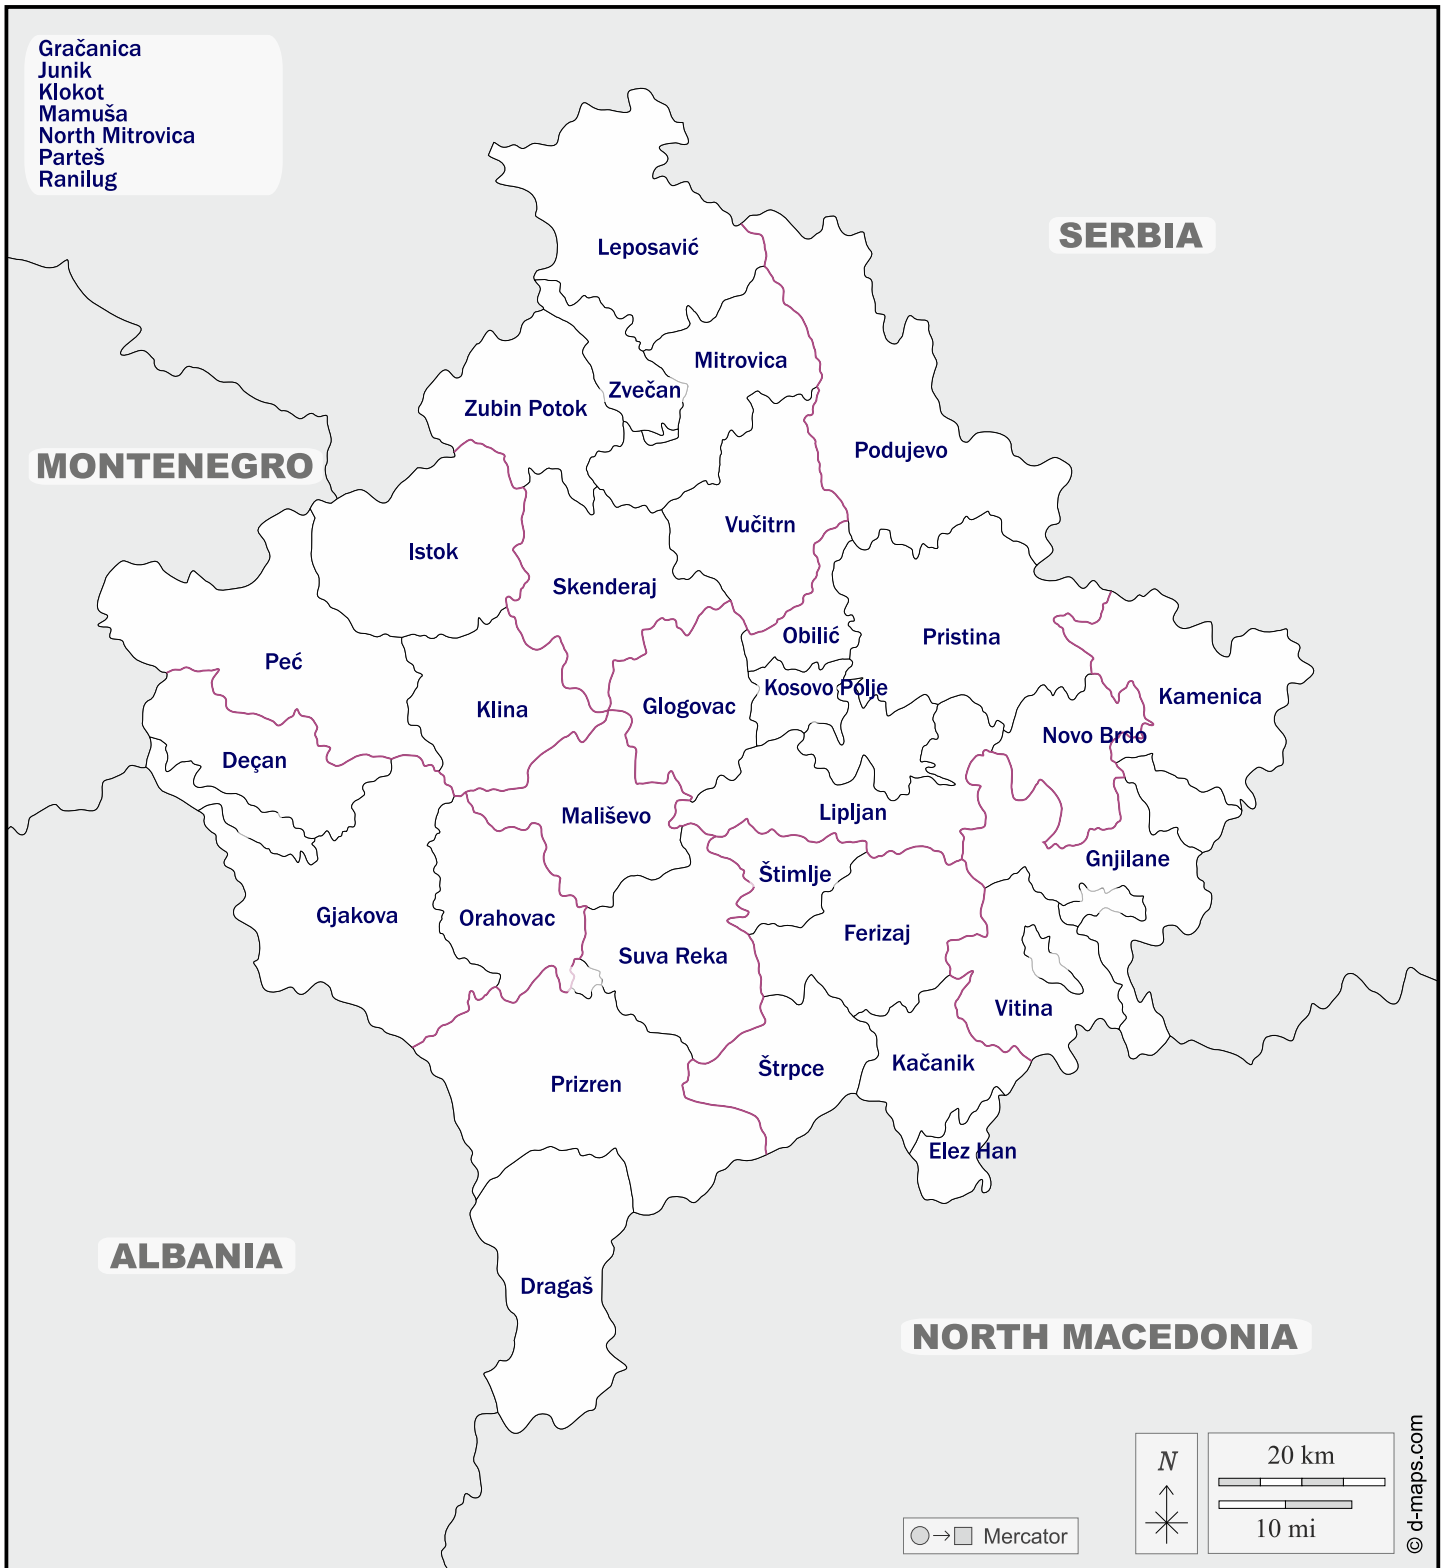 Gračanica
Junik
Klokot
Mamuša
North Mitrovica
Parteš
Ranilug
SERBIA
Leposavić
Mitrovica
Zvečan
Zubin Potok
Podujevo
MONTENEGRO
Vučitrn
Istok
Skenderaj
Obilić
Pristina
Peć
Kosovo Polje
Kamenica
Klina
Glogovac
Novo Brdo
Deçan
Mališevo
Lipljan
Gnjilane
Štimlje
Gjakova
Orahovac
Ferizaj
Suva Reka
Vitina
Kačanik
Štrpce
Prizren
Elez Han
ALBANIA
Dragaš
NORTH MACEDONIA
N
20 km
10 mi
Mercator
© d-maps.com